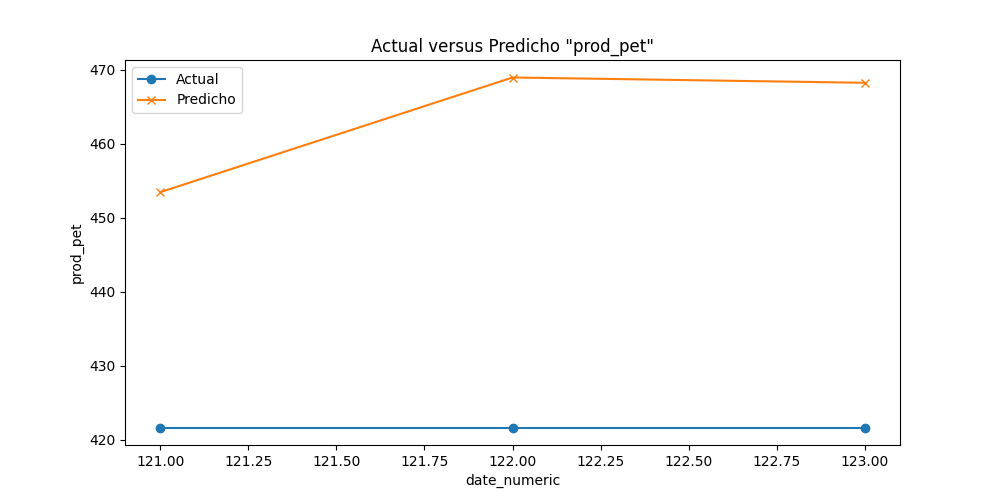 Actual versus Predicho "prod_pet"
Actual
Predicho
470
460
450
440
430
420
prod_pet
121.00 121.25 121.50 121.75 122.00 122.25 122.50 122.75 123.00
date_numeric